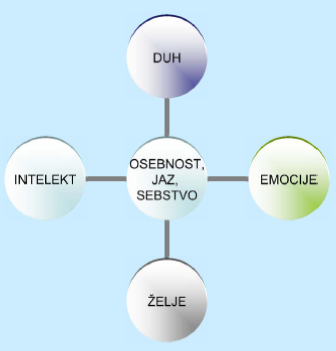 DUH
INTELEKT
OSEBNOST,
JAZ,
SEBSTVO
EMOCIJE
ŽELJE